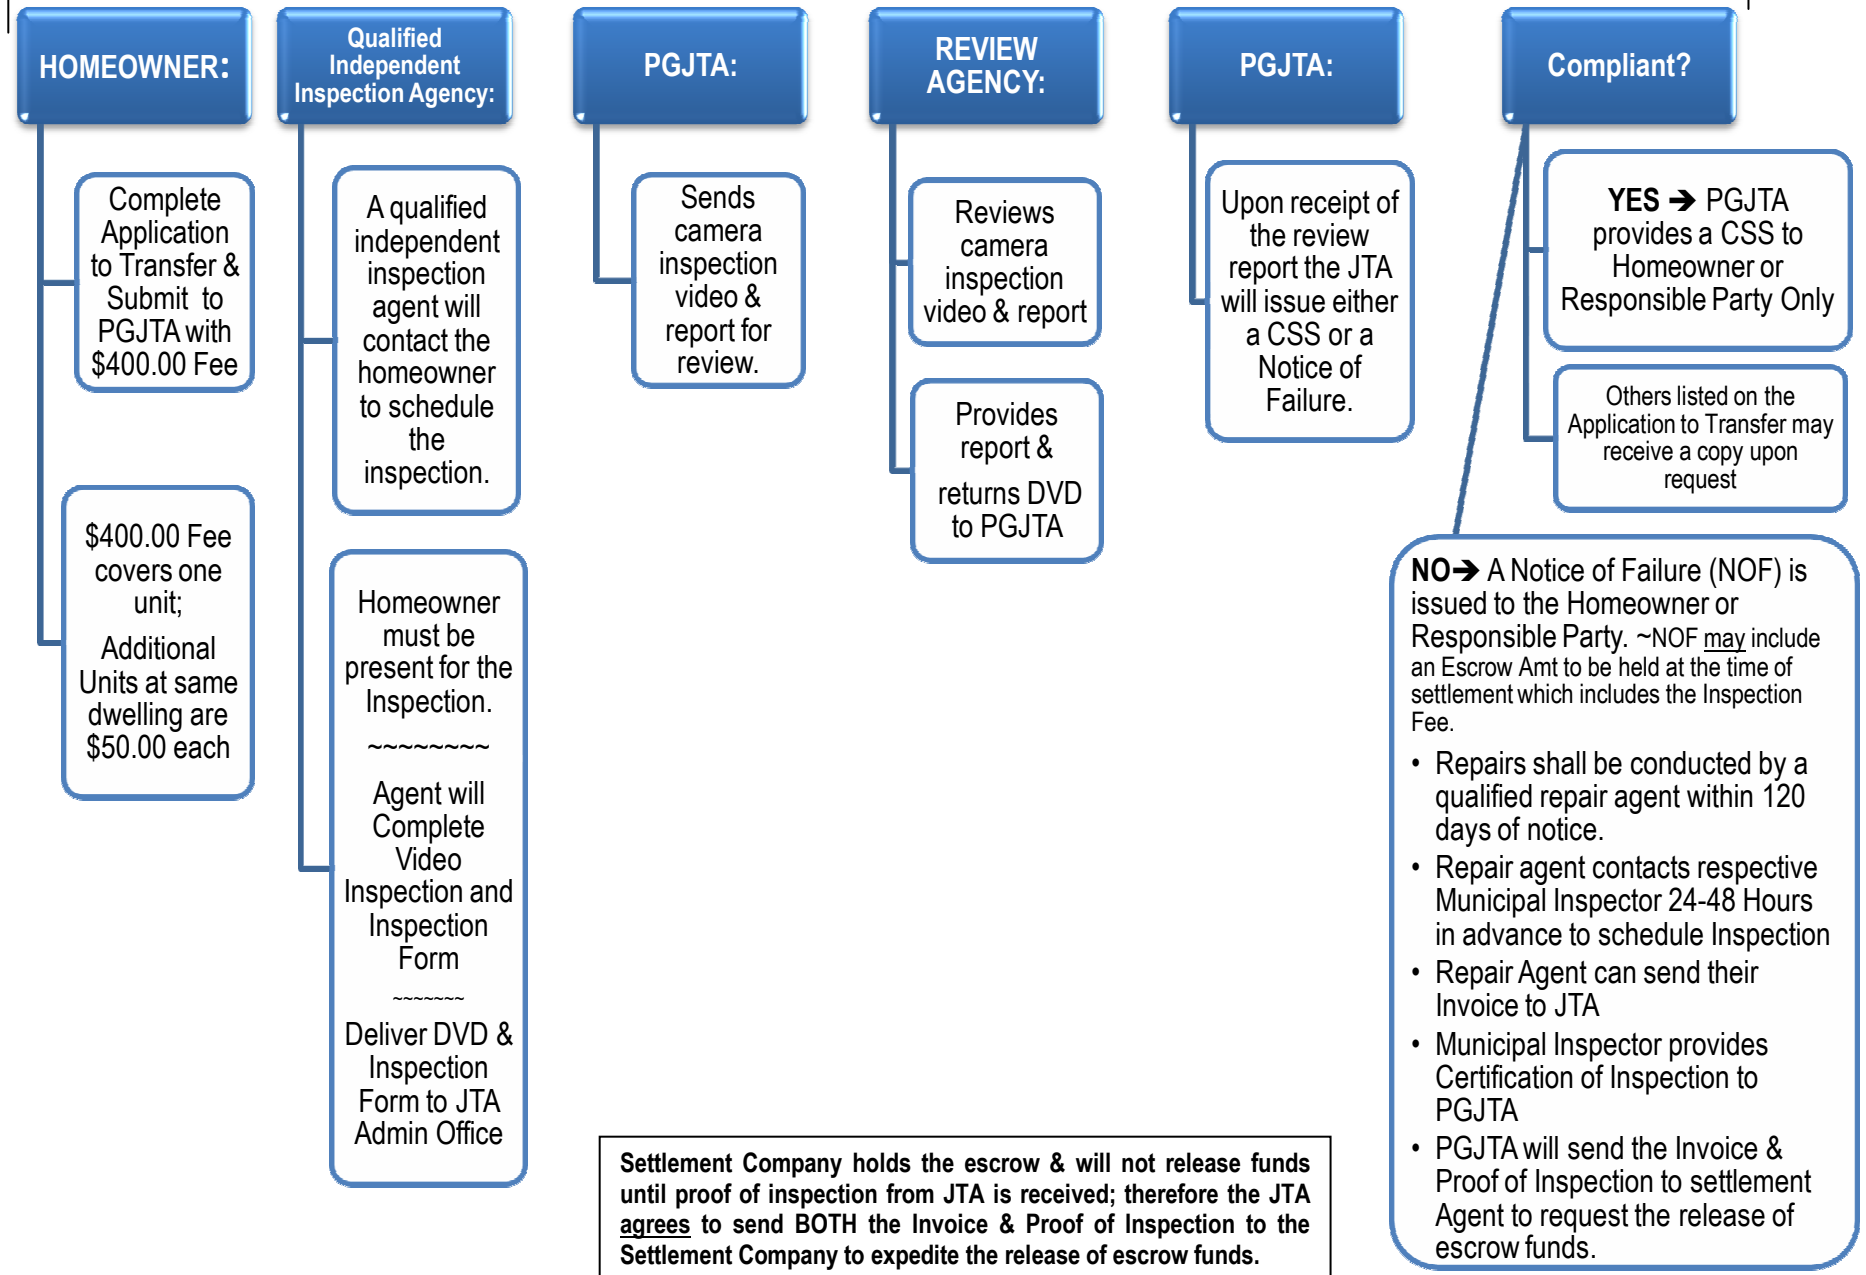 HOMEOWNER:
Complete
Application
to Transfer &
Submit to
PGJTA with
$400.00 Fee
$400.00 Fee
covers one
unit;
Additional
Units at same
dwelling are
$50.00 each
Qualified
Independent
Inspection Agency:
A qualified
independent
inspection
agent will
contact the
homeowner
to schedule
the
inspection.
Homeowner
must be
present for the
Inspection.
~~~~~~~~
Agent will
Complete
Video
Inspection and
Inspection
Form
~~~~~~~
Deliver DVD &
Inspection
Form to JTA
Admin Office
PGJTA:
Sends
camera
inspection
video &
report for
review.
REVIEW
AGENCY:
Reviews
camera
inspection
video & report
Provides
report &
returns DVD
to PGJTA
PGJTA:
Upon receipt of
the review
report the JTA
will issue either
a CSS or a
Notice of
Failure.
Compliant?
YES ➔ PGJTA
provides a CSS to
Homeowner or
Responsible Party Only
Others listed on the
Application to Transfer may
receive a copy upon
request
NO➔ A Notice of Failure (NOF) is
issued to the Homeowner or
Responsible Party. ~NOF may include
an Escrow Amt to be held at the time of
settlement which includes the Inspection
Fee.
• Repairs shall be conducted by a
qualified repair agent within 120
days of notice.
• Repair agent contacts respective
Municipal Inspector 24-48 Hours
in advance to schedule Inspection
• Repair Agent can send their
Invoice to JTA
• Municipal Inspector provides
Certification of Inspection to
PGJTA
• PGJTA will send the Invoice &
Proof of Inspection to settlement
Agent to request the release of
escrow funds.
Settlement Company holds the escrow & will not release funds
until proof of inspection from JTA is received; therefore the JTA
agrees to send BOTH the Invoice & Proof of Inspection to the
Settlement Company to expedite the release of escrow funds.